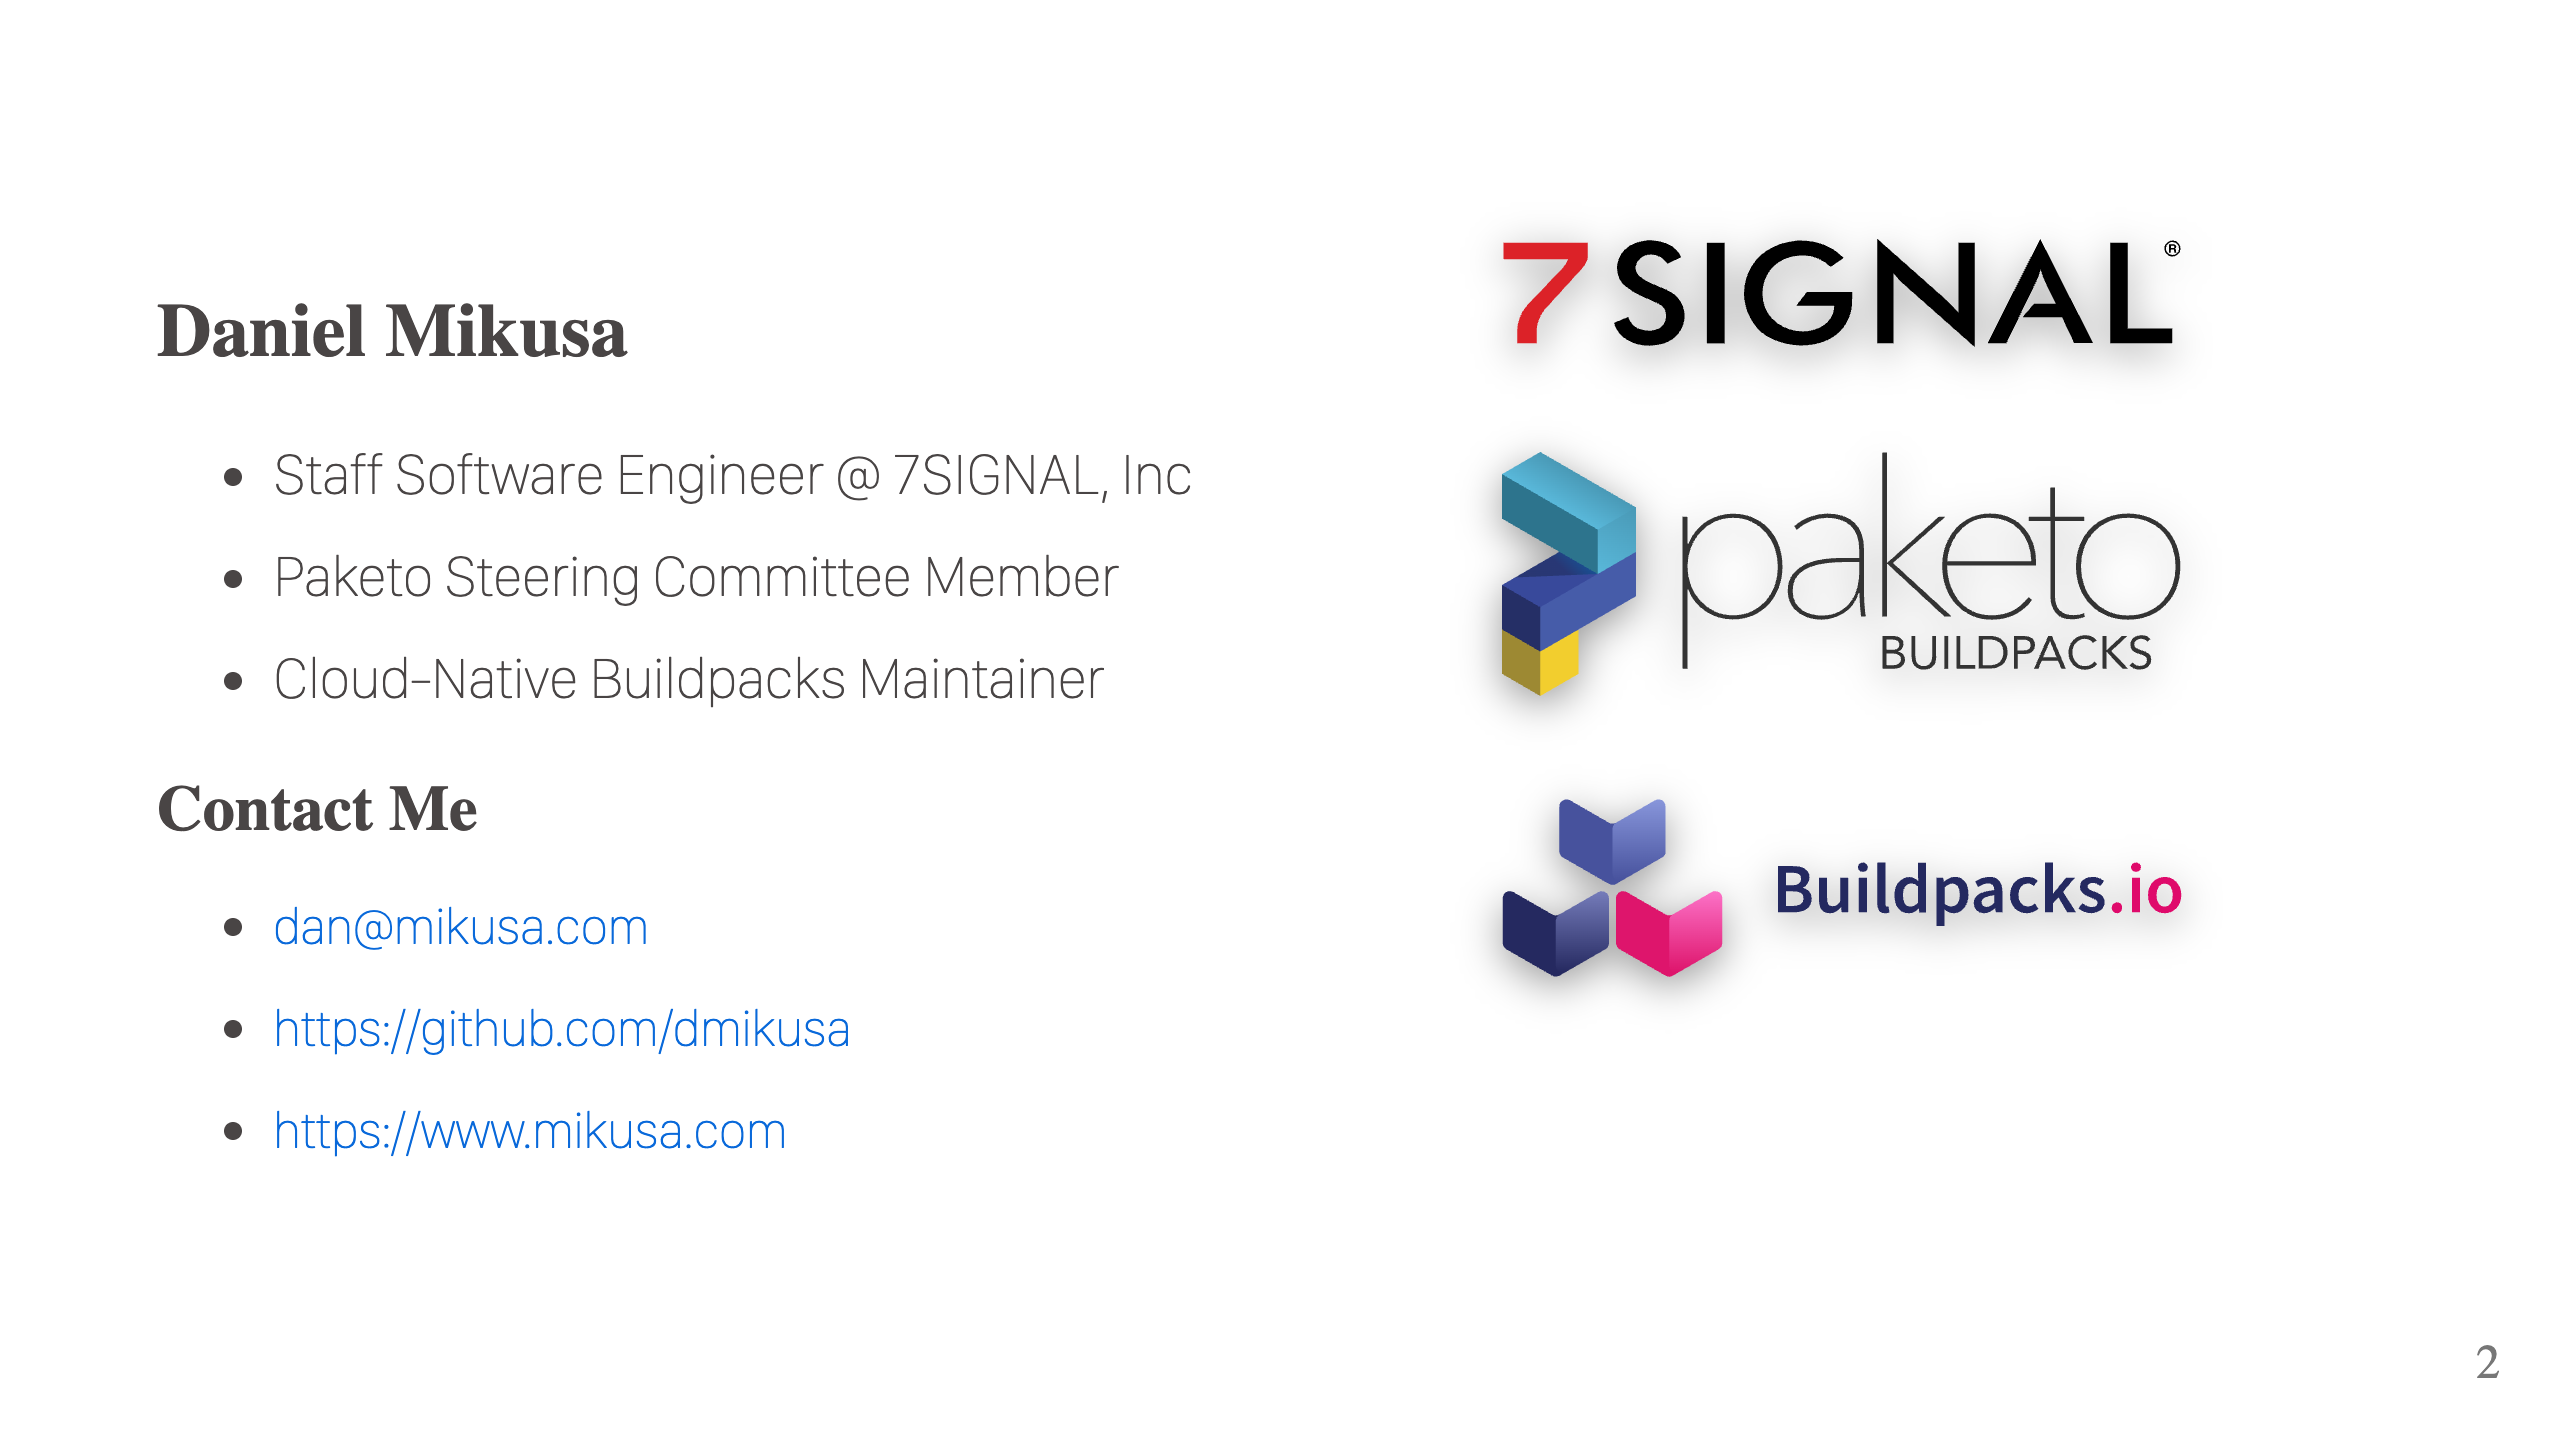 Daniel Mikusa
Staff Software Engineer @ 7SIGNAL, Inc
Paketo Steering Committee Member
Cloud-Native Buildpacks Maintainer
Contact Me
dan@mikusa.com
https://github.com/dmikusa
https://www.mikusa.com
7SIGNAL®
paketo
BUILDPACKS
Buildpacks.io
2